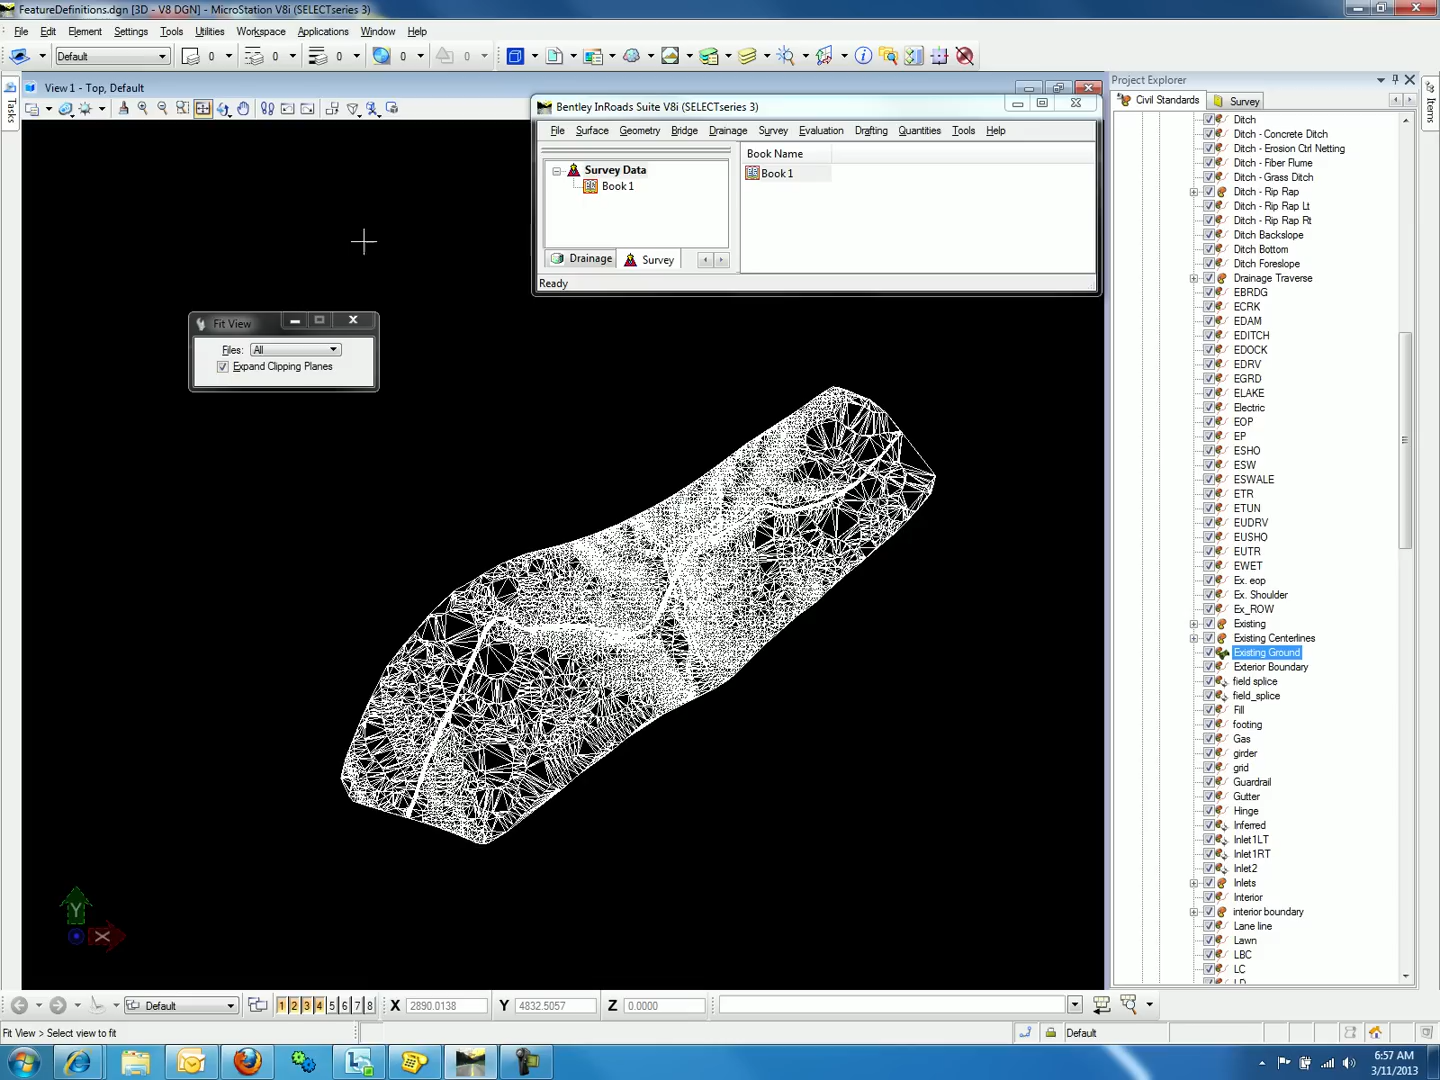 FeatureDefinitions.dgn [3D - V8 DGN] - MicroStation V8i (SELECTseries 3)
File Edit Element Settings Tools Utilities Workspace Applications Window Help
Default 0 0 0 0 0
View 1 - Top, Default
Tasks
Bentley InRoads Suite V8i (SELECTseries 3)
File Surface Geometry Bridge Drainage Survey Evaluation Drafting Quantities Tools Help
Survey Data
Book 1
Drainage Survey
Book Name
Book 1
Ready
Fit View
Files: All
Expand Clipping Planes
Y
X
Project Explorer
Civil Standards Survey
Items
Ditch
Ditch - Concrete Ditch
Ditch - Erosion Ctrl Netting
Ditch - Fiber Flume
Ditch - Grass Ditch
Ditch - Rip Rap
Ditch - Rip Rap Lt
Ditch - Rip Rap Rt
Ditch Backslope
Ditch Bottom
Ditch Foreslope
Drainage Traverse
EBRDG
ECRK
EDAM
EDITCH
EDOCK
EDRV
EGRD
ELAKE
Electric
EOP
EP
ESHO
ESW
ESWALE
ETR
ETUN
EUDRV
EUSHO
EUTR
EWET
Ex. eop
Ex. Shoulder
Ex_ROW
Existing
Existing Centerlines
Existing Ground
Exterior Boundary
field splice
field_splice
Fill
footing
Gas
girder
grid
Guardrail
Gutter
Hinge
Inferred
Inlet1LT
Inlet1RT
Inlet2
Inlets
Interior
interior boundary
Lane line
Lawn
LBC
LC
Default 1 2 3 4 5 6 7 8 X 2890.0138 Y 4832.5057 Z 0.0000
Fit View > Select view to fit
Default
6:57 AM
3/11/2013